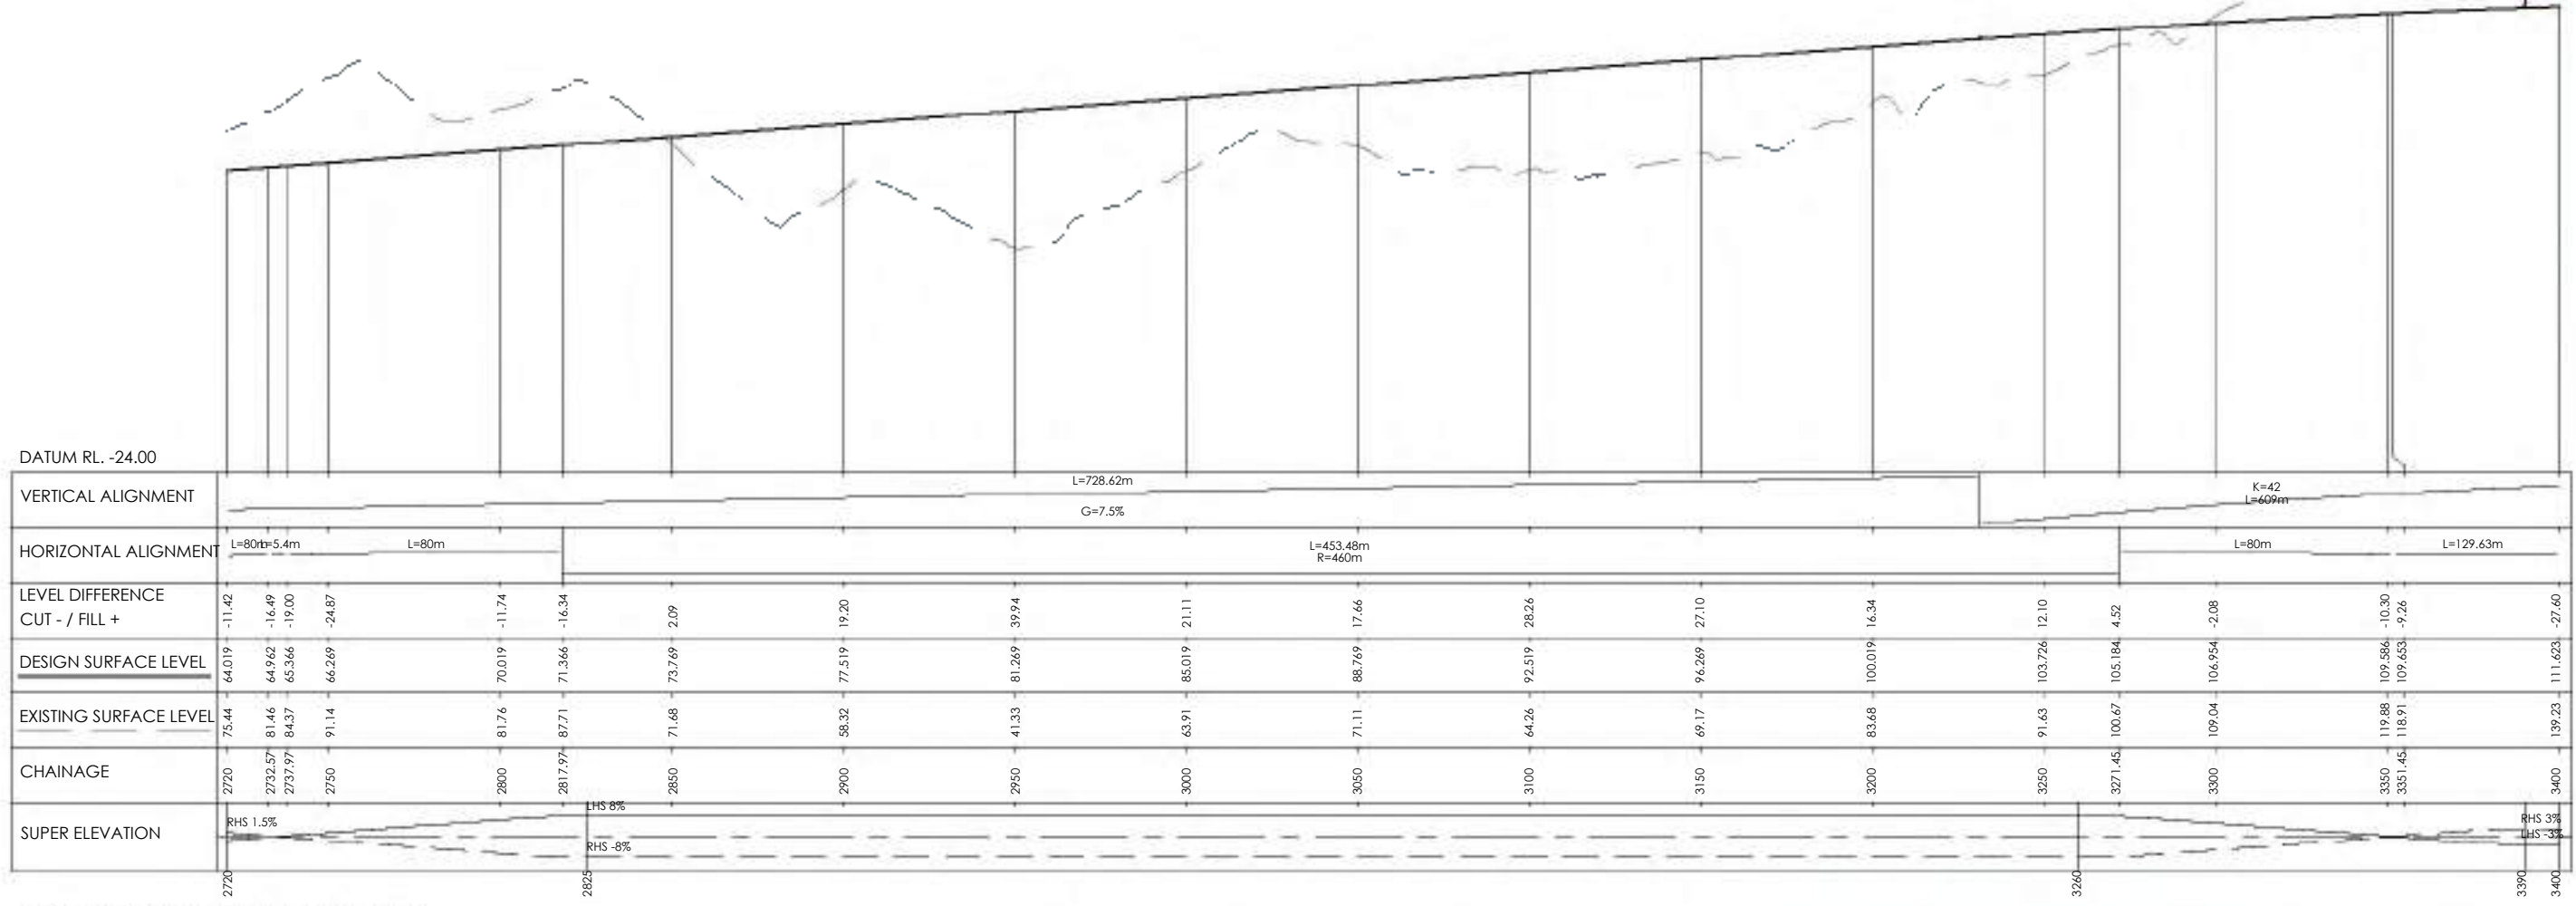 DATUM RL. -24.00
VERTICAL ALIGNMENT
L=728.62m
G=7.5%
K=42
L=609m
HORIZONTAL ALIGNMENT
L=80m
L=5.4m
L=80m
L=453.48m
R=460m
L=80m
L=129.63m
LEVEL DIFFERENCE
CUT - / FILL +
-11.42 -16.49 -19.00 -24.87 -11.74 -16.34 2.09 19.20 39.94 21.11 17.66 28.26 27.10 16.34 12.10 4.52 -2.08 -10.30 -9.26 -27.60
DESIGN SURFACE LEVEL
64.019 64.962 65.366 66.269 70.019 71.366 73.769 77.519 81.269 85.019 88.769 92.519 96.269 100.019 103.726 105.184 106.954 109.586 109.653 111.623
EXISTING SURFACE LEVEL
75.44 81.46 84.37 91.14 81.76 87.71 71.68 58.32 41.33 63.91 71.11 64.26 69.17 83.68 91.63 100.67 109.04 119.88 118.91 139.23
CHAINAGE
2720 2732.57 2737.97 2750 2800 2817.97 2850 2900 2950 3000 3050 3100 3150 3200 3250 3271.45 3300 3350 3351.45 3400
SUPER ELEVATION
RHS 1.5%
LHS 8%
RHS -8%
RHS 3%
LHS -3%
2720 2825 3260 3390 3400